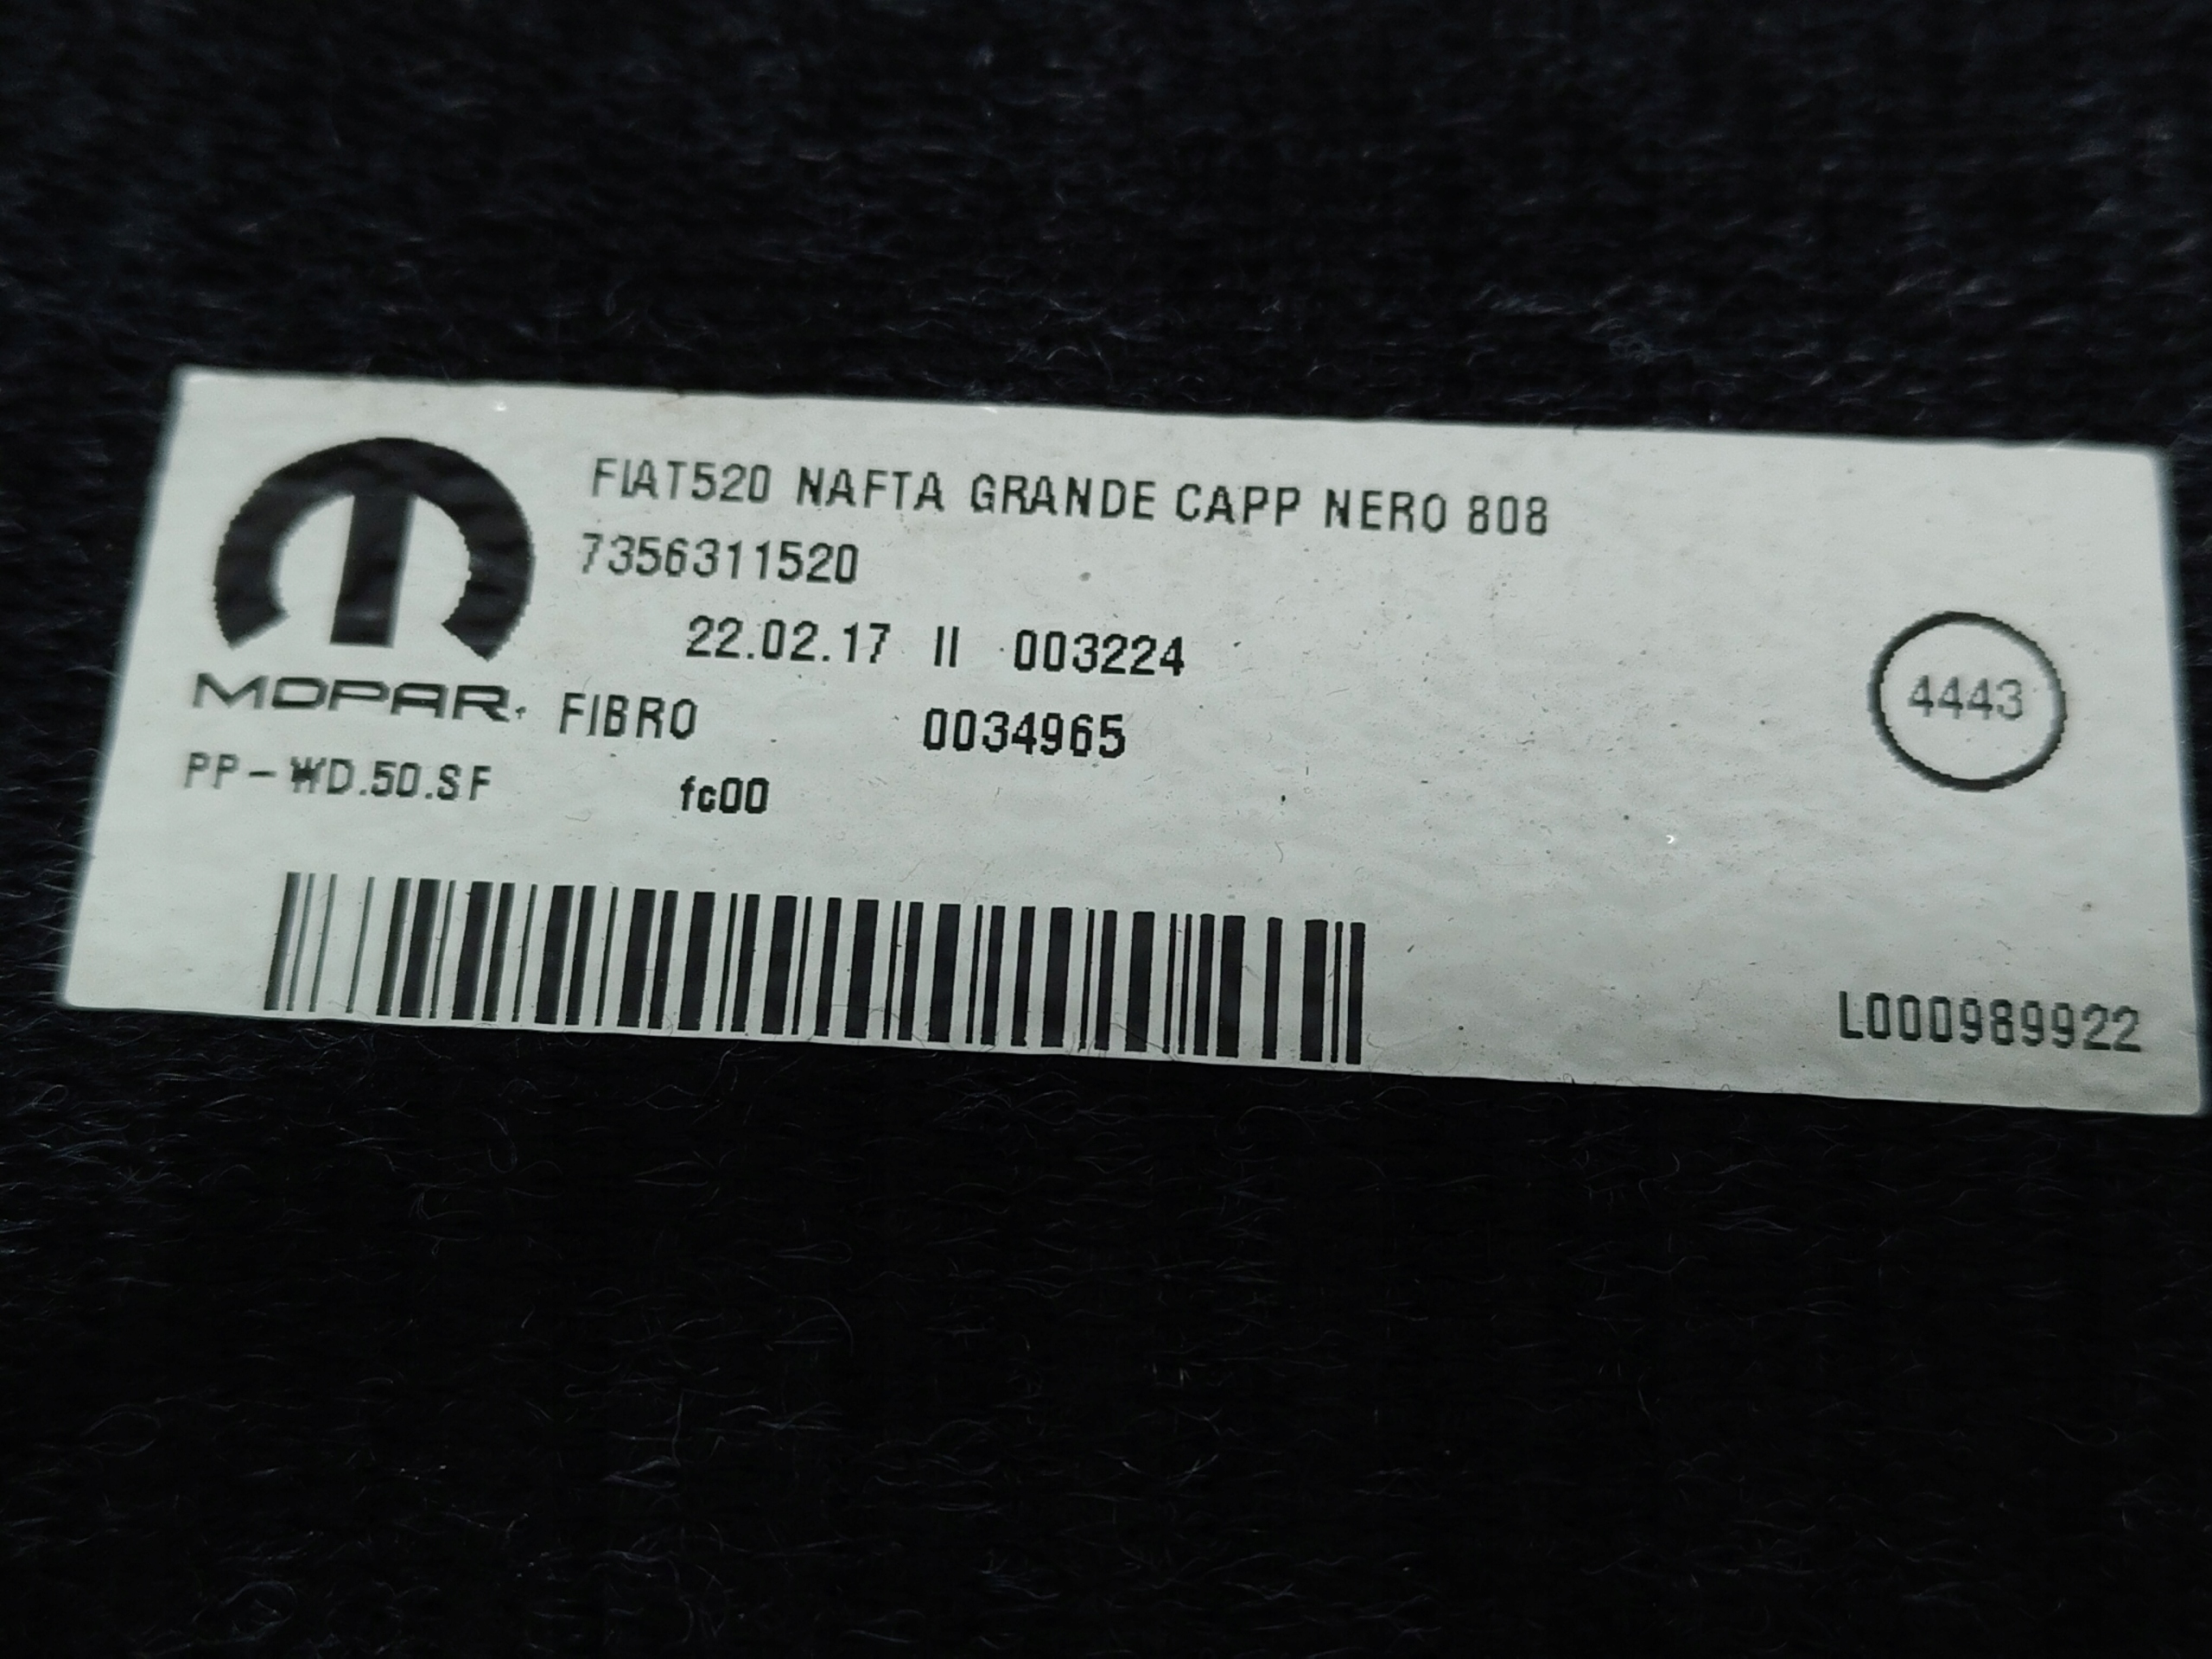 FIAT520 NAFTA GRANDE CAPP NERO 808
7356311520
22.02.17 II 003224
4443
MOPAR. FIBRO 0034965
PP-WD.50.SF fc00
L000989922